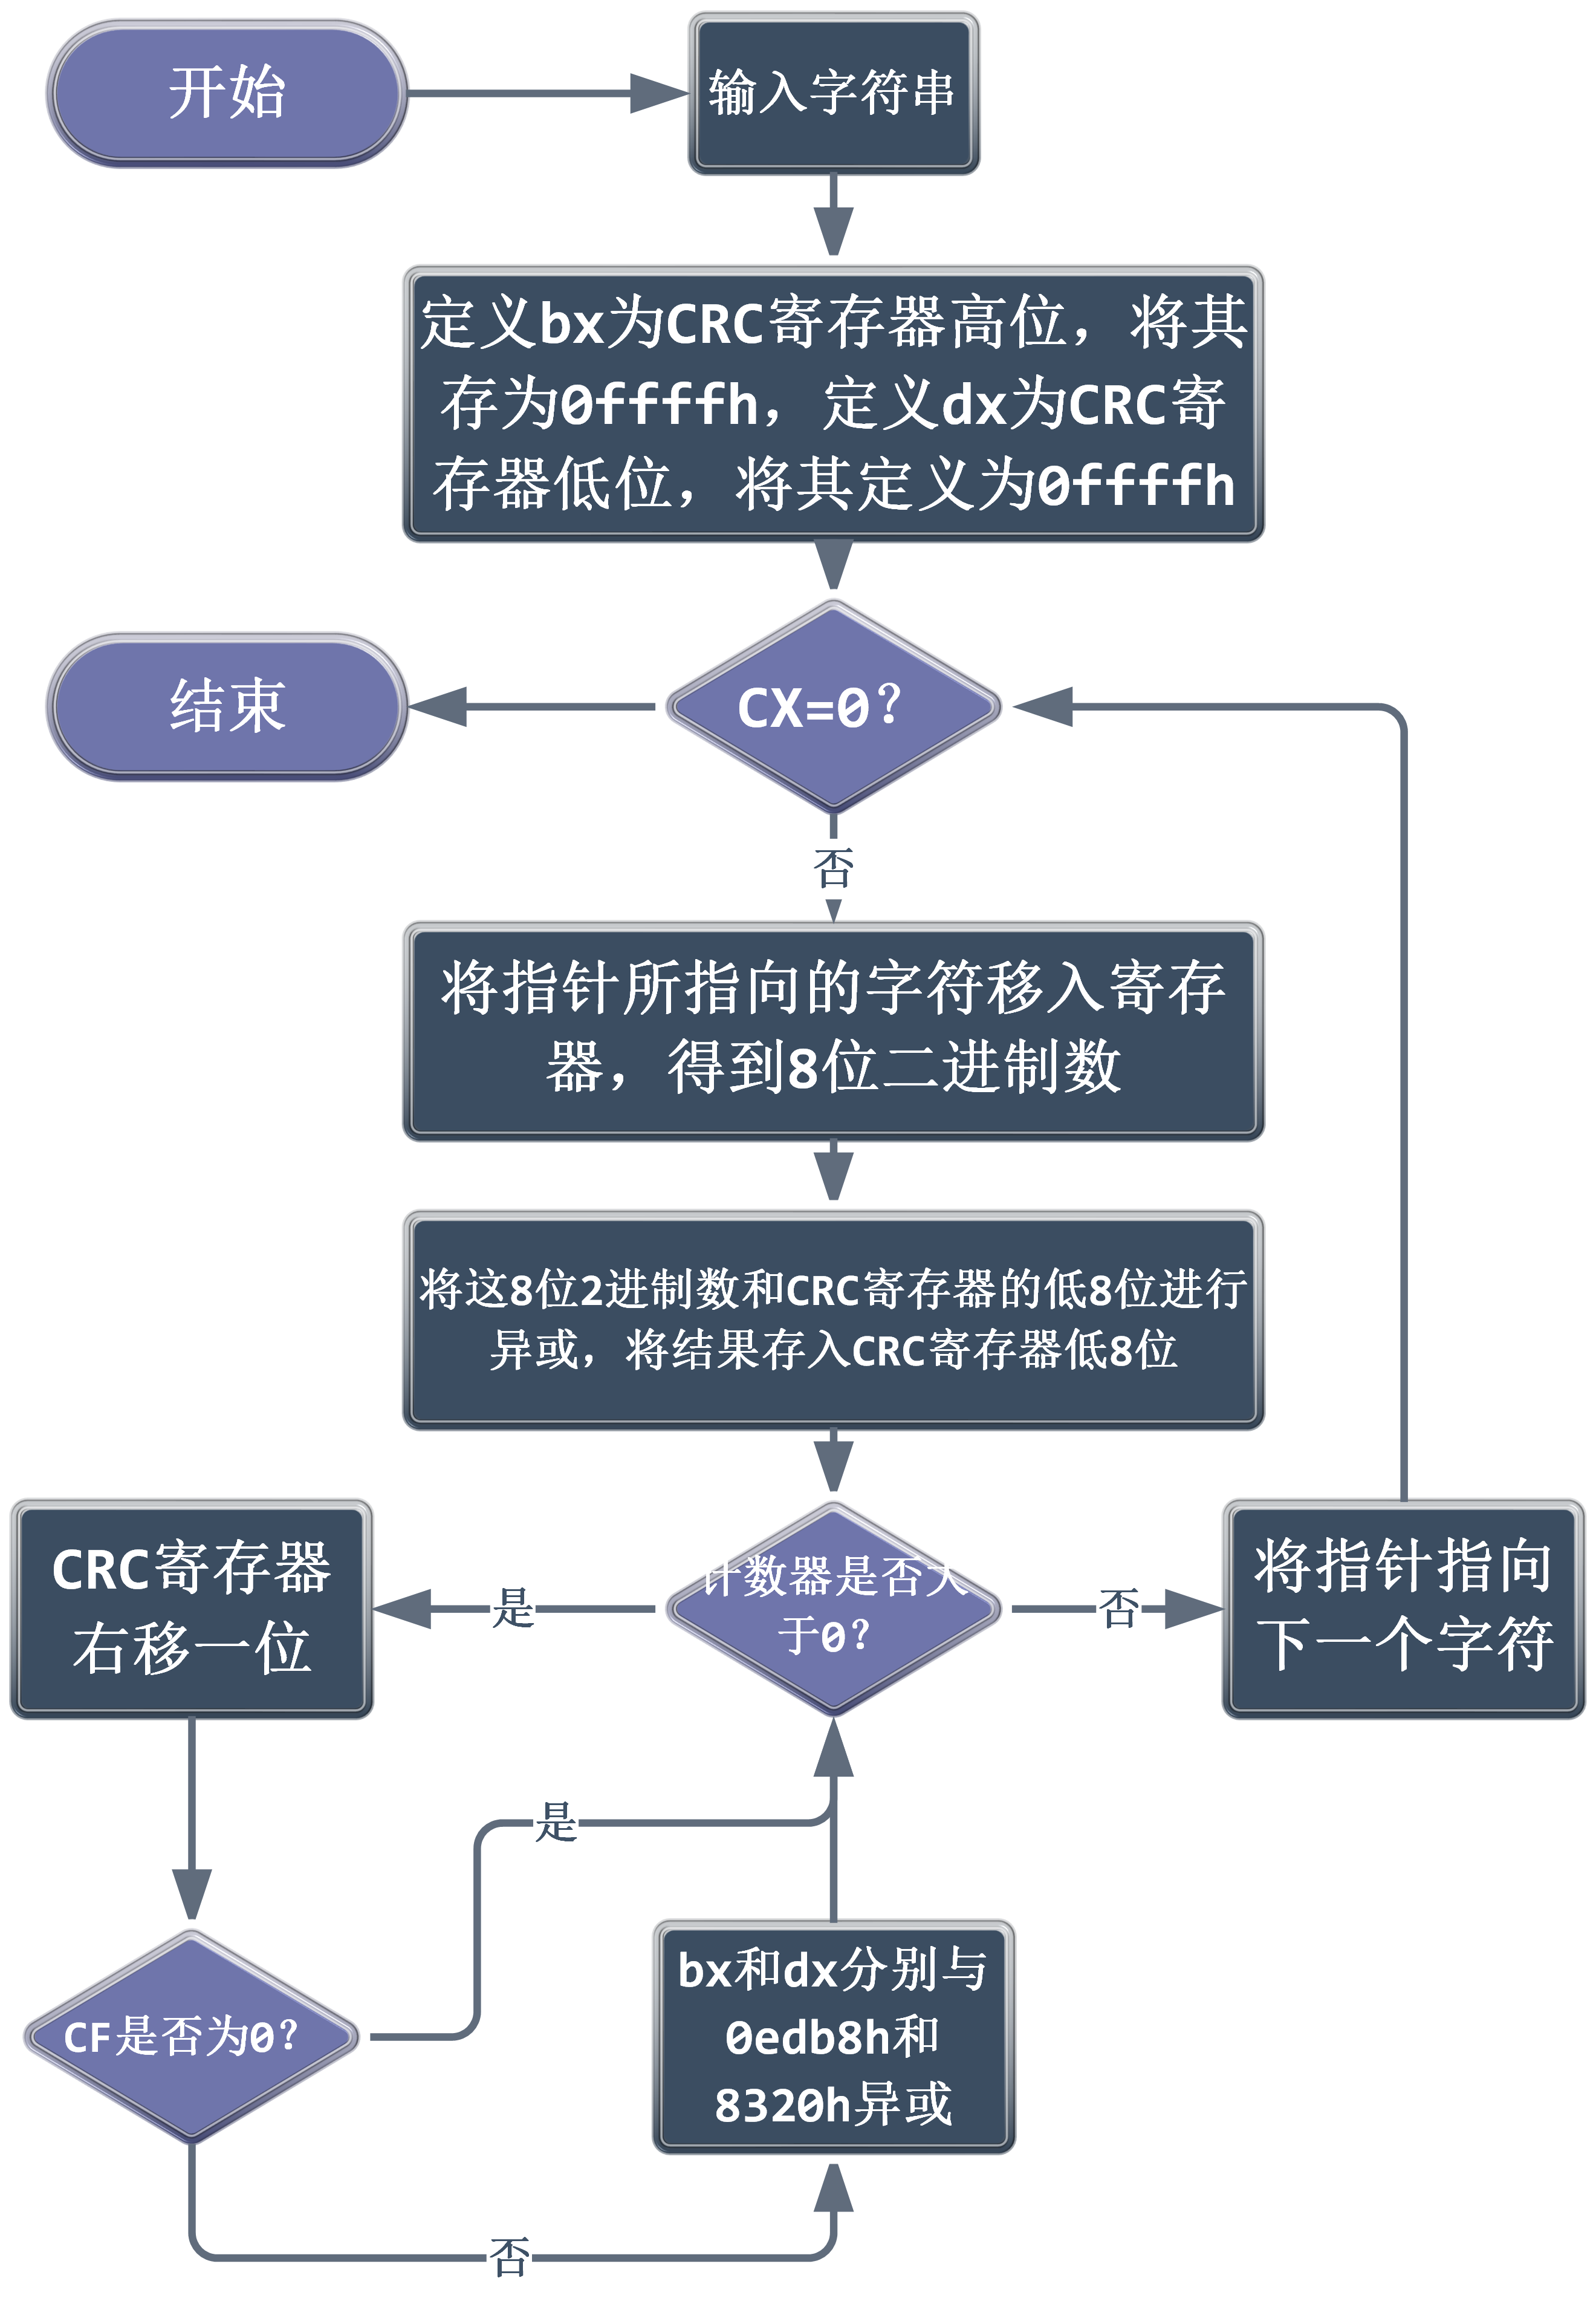 开始
输入字符串
定义bx为CRC寄存器高位，将其
存为0ffffh，定义dx为CRC寄
存器低位，将其定义为0ffffh
结束
CX=0？
否
将指针所指向的字符移入寄存
器，得到8位二进制数
将这8位2进制数和CRC寄存器的低8位进行
异或，将结果存入CRC寄存器低8位
CRC寄存器
右移一位
是
计数器是否大
于0？
否
将指针指向
下一个字符
是
CF是否为0？
bx和dx分别与
0edb8h和
8320h异或
否